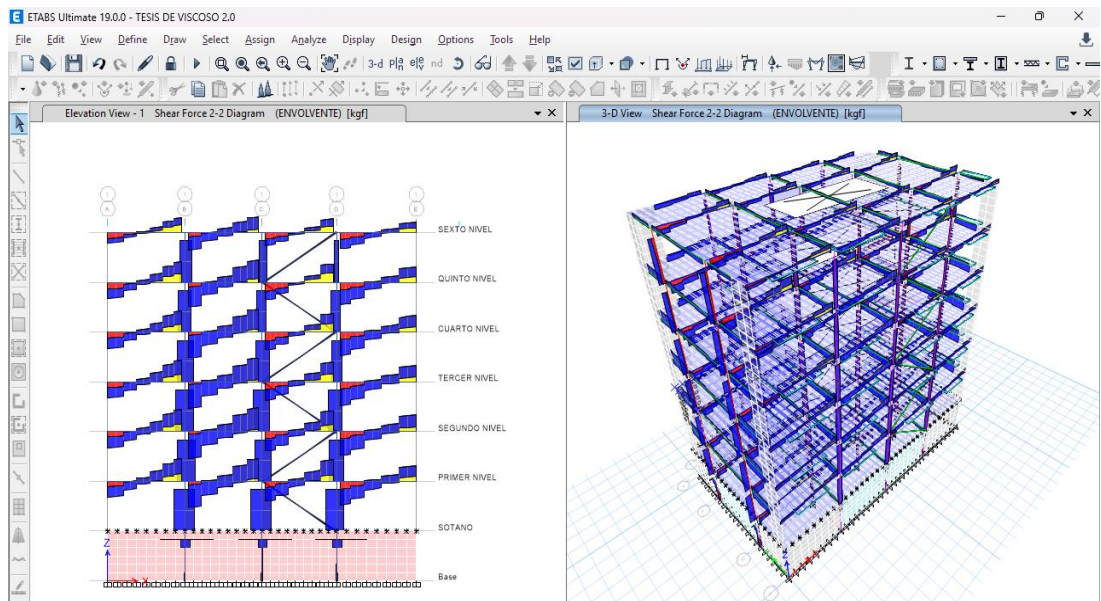 ETABS Ultimate 19.0.0 - TESIS DE VISCOSO 2.0
File Edit View Define Draw Select Assign Analyze Display Design Options Tools Help
3-d nd
Elevation View - 1 Shear Force 2-2 Diagram (ENVOLVENTE) [kgf]
3-D View Shear Force 2-2 Diagram (ENVOLVENTE) [kgf]
A B C D E
SEXTO NIVEL
QUINTO NIVEL
CUARTO NIVEL
TERCER NIVEL
SEGUNDO NIVEL
PRIMER NIVEL
SOTANO
Z
X
Base
Z